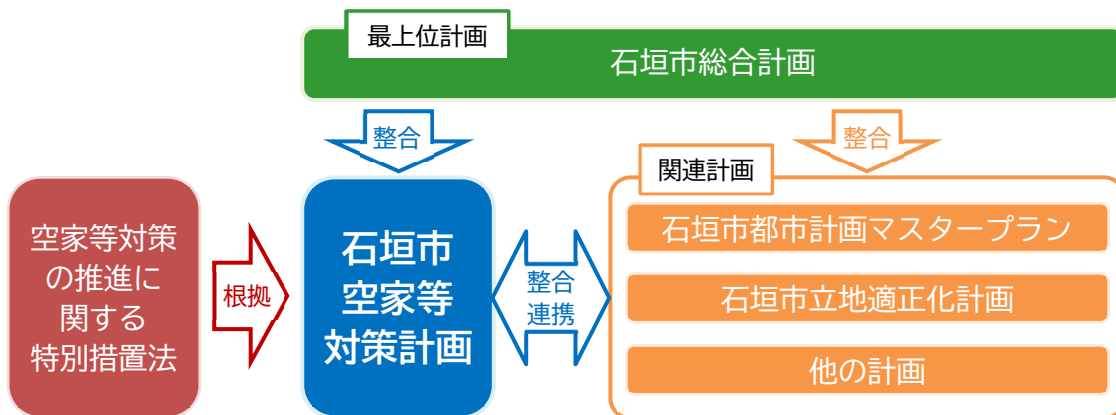 最上位計画
石垣市総合計画
整合
整合
関連計画
空家等対策
の推進に
関する
特別措置法
根拠
石垣市
空家等
対策計画
整合
連携
石垣市都市計画マスタープラン
石垣市立地適正化計画
他の計画